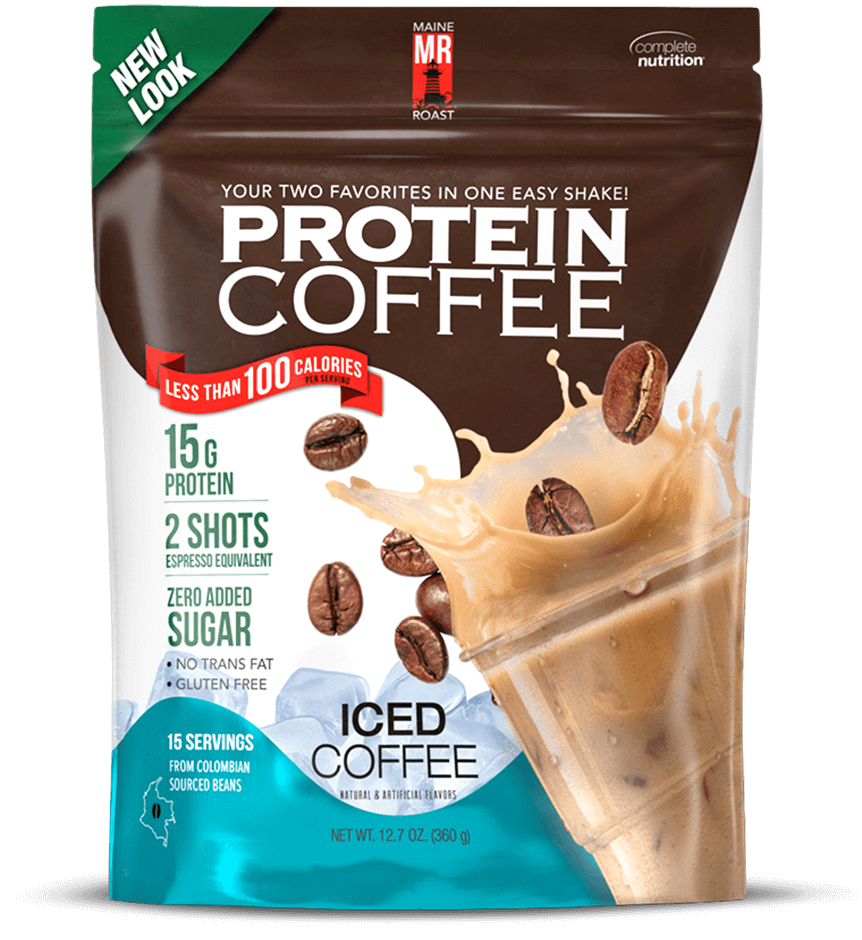 NEW
LOOK
MAINE
MR
ROAST
complete
nutrition
YOUR TWO FAVORITES IN ONE EASY SHAKE!
PROTEIN
COFFEE
LESS THAN 100 CALORIES
PER SERVING
15G
PROTEIN
2 SHOTS
ESPRESSO EQUIVALENT
ZERO ADDED
SUGAR
• NO TRANS FAT
• GLUTEN FREE
15 SERVINGS
FROM COLOMBIAN
SOURCED BEANS
ICED
COFFEE
NATURAL & ARTIFICIAL FLAVORS
NET WT. 12.7 OZ. (360 g)